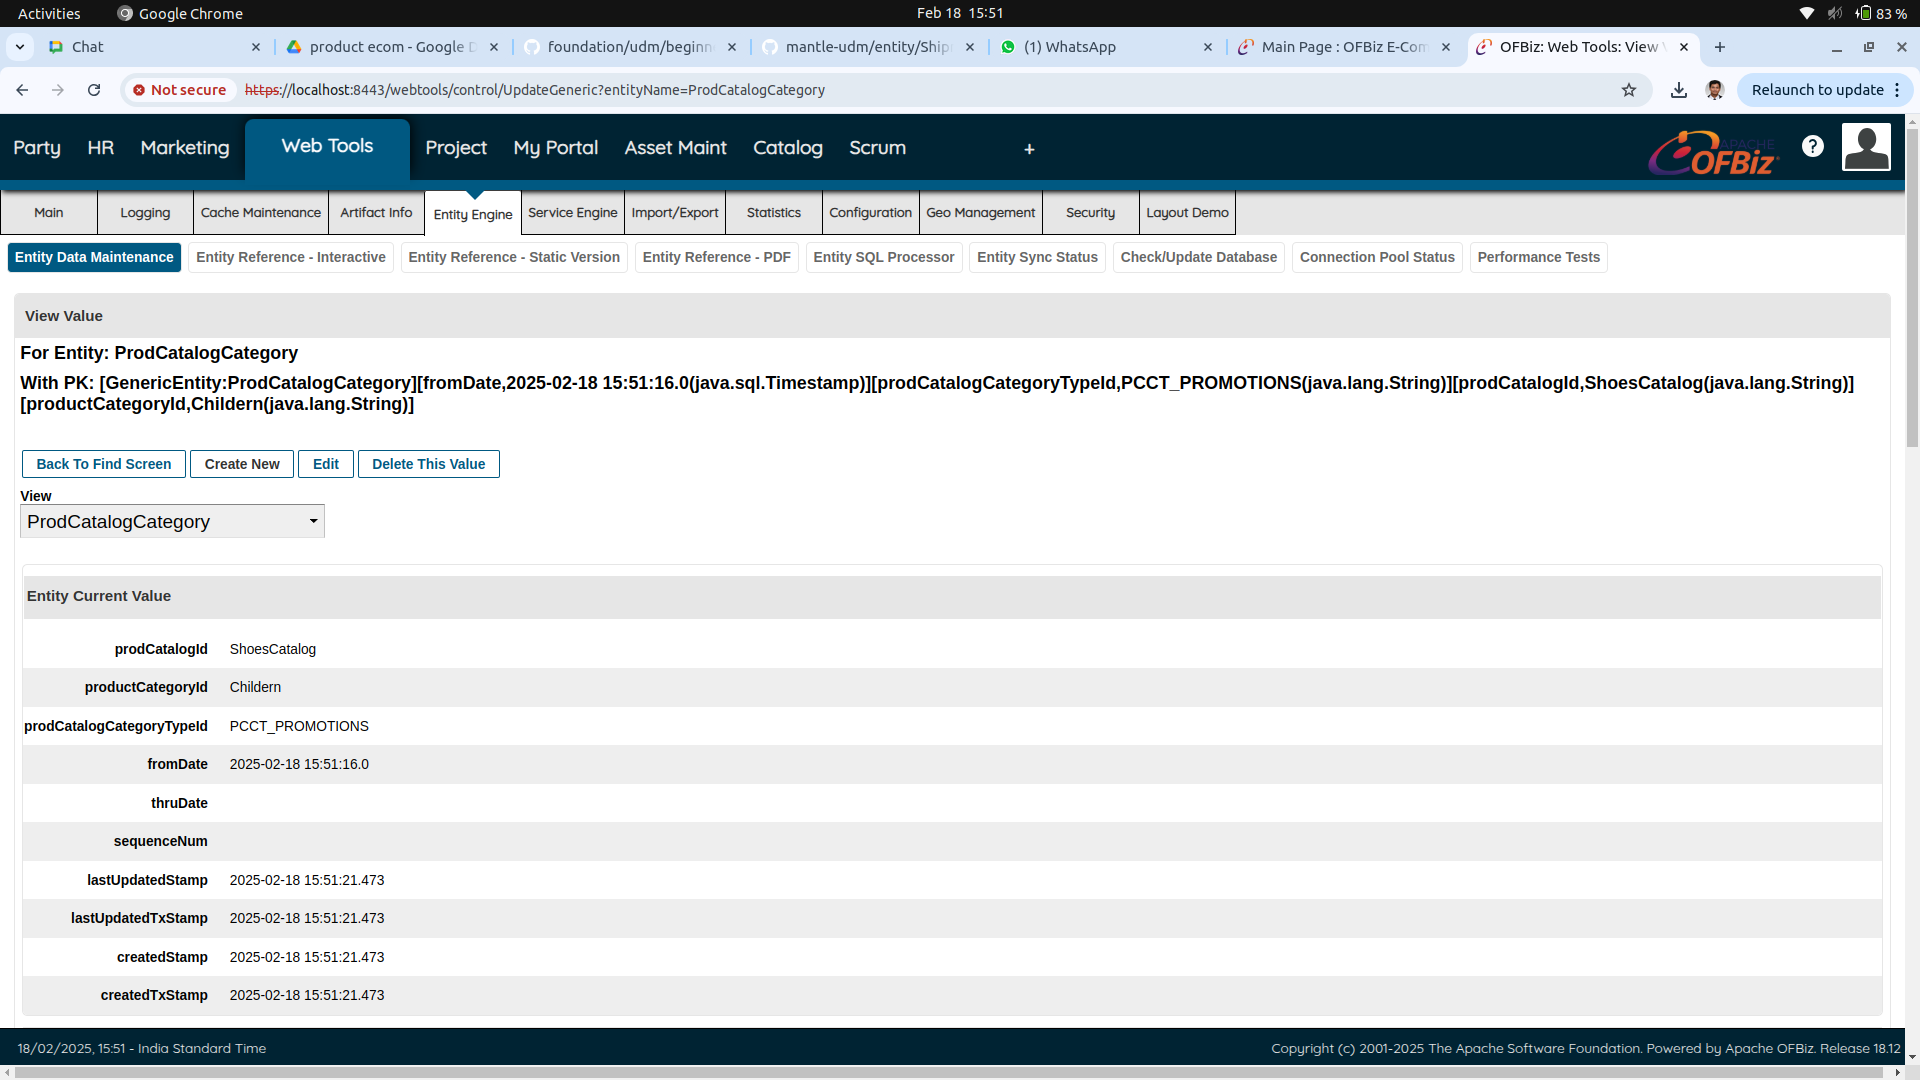 Activities Google Chrome Feb 18 15:51 83 %
Chat product ecom - Google D foundation/udm/beginn mantle-udm/entity/Ship (1) WhatsApp Main Page : OFBiz E-Com OFBiz: Web Tools: View V
Not secure https://localhost:8443/webtools/control/UpdateGeneric?entityName=ProdCatalogCategory Relaunch to update
Party HR Marketing Web Tools Project My Portal Asset Maint Catalog Scrum + APACHE OFBiz ?
Main Logging Cache Maintenance Artifact Info Entity Engine Service Engine Import/Export Statistics Configuration Geo Management Security Layout Demo
Entity Data Maintenance Entity Reference - Interactive Entity Reference - Static Version Entity Reference - PDF Entity SQL Processor Entity Sync Status Check/Update Database Connection Pool Status Performance Tests
View Value
For Entity: ProdCatalogCategory
With PK: [GenericEntity:ProdCatalogCategory][fromDate,2025-02-18 15:51:16.0(java.sql.Timestamp)][prodCatalogCategoryTypeId,PCCT_PROMOTIONS(java.lang.String)][prodCatalogId,ShoesCatalog(java.lang.String)]
[productCategoryId,Childern(java.lang.String)]
Back To Find Screen Create New Edit Delete This Value
View
ProdCatalogCategory
Entity Current Value
prodCatalogId ShoesCatalog
productCategoryId Childern
prodCatalogCategoryTypeId PCCT_PROMOTIONS
fromDate 2025-02-18 15:51:16.0
thruDate
sequenceNum
lastUpdatedStamp 2025-02-18 15:51:21.473
lastUpdatedTxStamp 2025-02-18 15:51:21.473
createdStamp 2025-02-18 15:51:21.473
createdTxStamp 2025-02-18 15:51:21.473
18/02/2025, 15:51 - India Standard Time Copyright (c) 2001-2025 The Apache Software Foundation. Powered by Apache OFBiz. Release 18.12